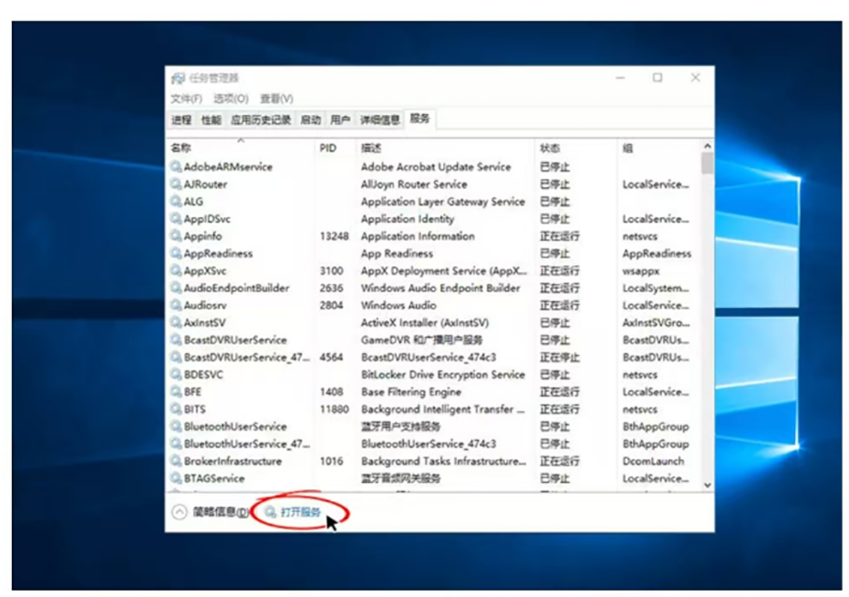 任务管理器
文件(F) 选项(O) 查看(V)
进程 性能 应用历史记录 启动 用户 详细信息 服务
名称 PID 描述 状态 组
AdobeARMservice Adobe Acrobat Update Service 已停止
AJRouter AllJoyn Router Service 已停止 LocalService...
ALG Application Layer Gateway Service 已停止
AppIDSvc Application Identity 已停止 LocalService...
Appinfo 13248 Application Information 正在运行 netsvcs
AppReadiness App Readiness 已停止 AppReadiness
AppXSvc 3100 AppX Deployment Service (AppX... 正在运行 wsappx
AudioEndpointBuilder 2636 Windows Audio Endpoint Builder 正在运行 LocalSystem...
Audiosrv 2804 Windows Audio 正在运行 LocalService...
AxInstSV ActiveX Installer (AxInstSV) 已停止 AxInstSVGro...
BcastDVRUserService GameDVR 和广播用户服务 已停止 BcastDVRUs...
BcastDVRUserService_47... 4564 BcastDVRUserService_474c3 正在停止 BcastDVRUs...
BDESVC BitLocker Drive Encryption Service 已停止 netsvcs
BFE 1408 Base Filtering Engine 正在运行 LocalService...
BITS 11880 Background Intelligent Transfer ... 正在运行 netsvcs
BluetoothUserService 蓝牙用户支持服务 已停止 BthAppGroup
BluetoothUserService_47... BluetoothUserService_474c3 已停止 BthAppGroup
BrokerInfrastructure 1016 Background Tasks Infrastructure... 正在运行 DcomLaunch
BTAGService 蓝牙音频网关服务 已停止 LocalService...
简略信息(D) 打开服务